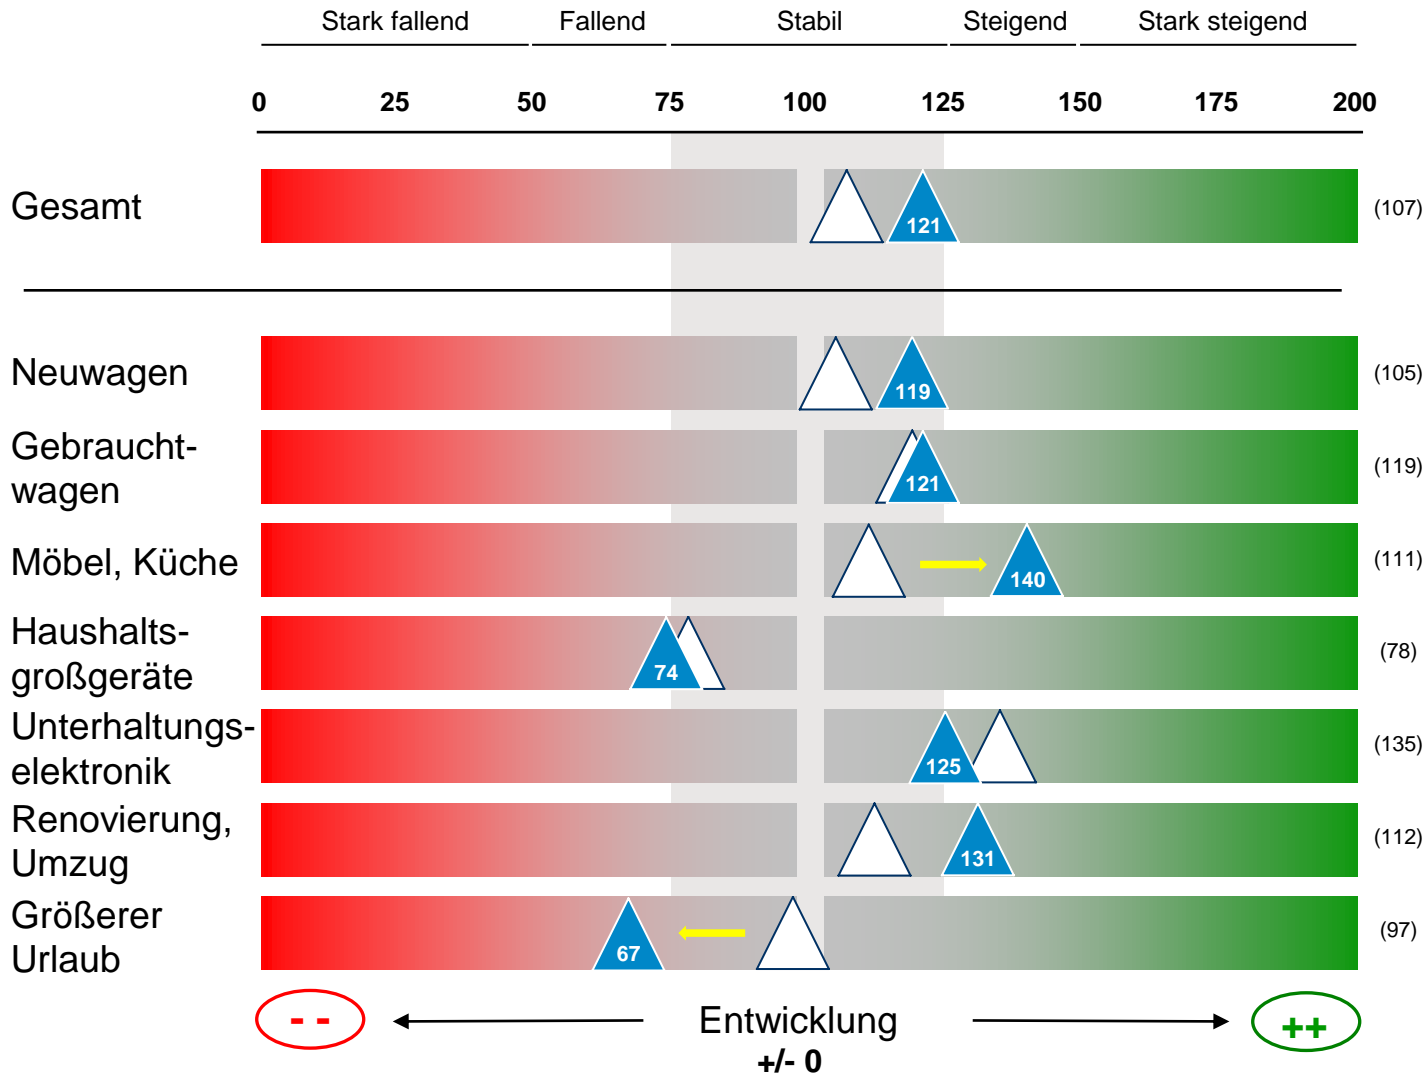 Stark fallend Fallend Stabil Steigend Stark steigend
0 25 50 75 100 125 150 175 200
Gesamt 121 (107)
Neuwagen 119 (105)
Gebraucht-
wagen 121 (119)
Möbel, Küche 140 (111)
Haushalts-
großgeräte 74 (78)
Unterhaltungs-
elektronik 125 (135)
Renovierung,
Umzug 131 (112)
Größerer
Urlaub 67 (97)
- - Entwicklung ++
+/- 0